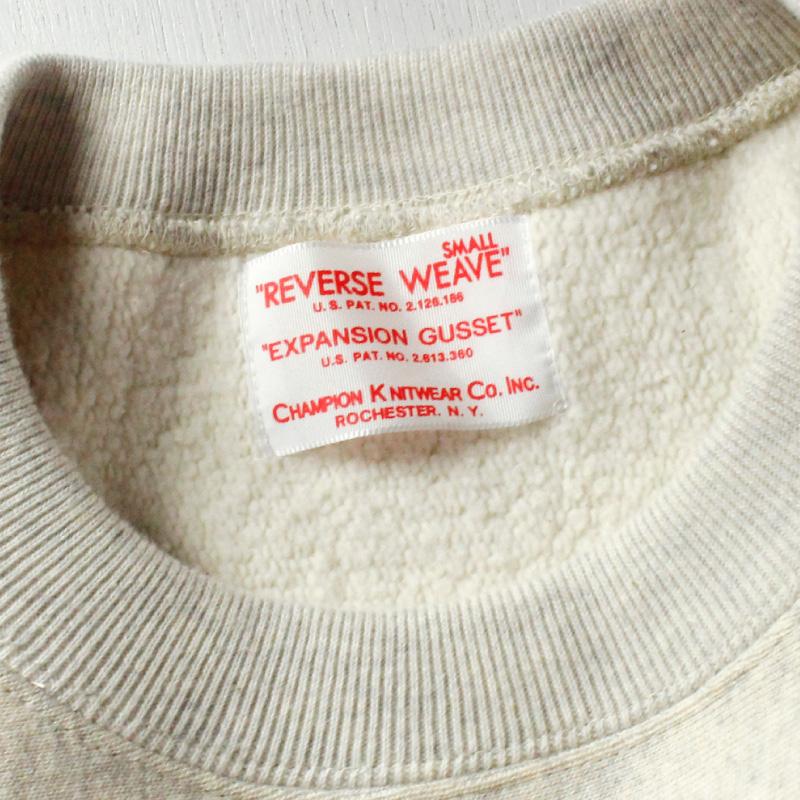 SMALL
"REVERSE WEAVE"
U.S. PAT. NO. 2.126.186
"EXPANSION GUSSET"
U.S. PAT. NO. 2.613.360
CHAMPION KNITWEAR CO. INC.
ROCHESTER. N.Y.